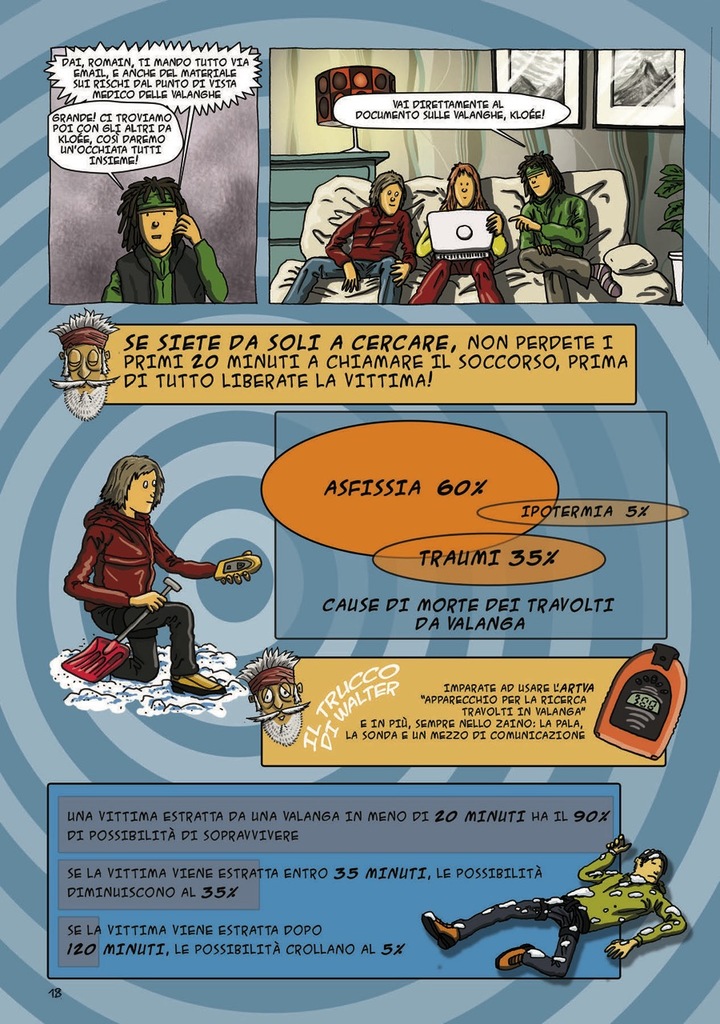 DAI, ROMAIN, TI MANDO TUTTO VIA
EMAIL, E ANCHE DEL MATERIALE
SUI RISCHI DAL PUNTO DI VISTA
MEDICO DELLE VALANGHE
GRANDE! CI TROVIAMO
POI CON GLI ALTRI DA
KLOÉE, COSÌ DAREMO
UN'OCCHIATA TUTTI
INSIEME!
VAI DIRETTAMENTE AL
DOCUMENTO SULLE VALANGHE, KLOÉE!
SE SIETE DA SOLI A CERCARE, NON PERDETE I
PRIMI 20 MINUTI A CHIAMARE IL SOCCORSO, PRIMA
DI TUTTO LIBERATE LA VITTIMA!
ASFISSIA 60%
IPOTERMIA 5%
TRAUMI 35%
CAUSE DI MORTE DEI TRAVOLTI
DA VALANGA
IL TRUCCO
DI WALTER
IMPARATE AD USARE L'ARTVA
"APPARECCHIO PER LA RICERCA
TRAVOLTI IN VALANGA"
E IN PIÙ, SEMPRE NELLO ZAINO: LA PALA,
LA SONDA E UN MEZZO DI COMUNICAZIONE
UNA VITTIMA ESTRATTA DA UNA VALANGA IN MENO DI 20 MINUTI HA IL 90%
DI POSSIBILITÀ DI SOPRAVVIVERE
SE LA VITTIMA VIENE ESTRATTA ENTRO 35 MINUTI, LE POSSIBILITÀ
DIMINUISCONO AL 35%
SE LA VITTIMA VIENE ESTRATTA DOPO
120 MINUTI, LE POSSIBILITÀ CROLLANO AL 5%
18